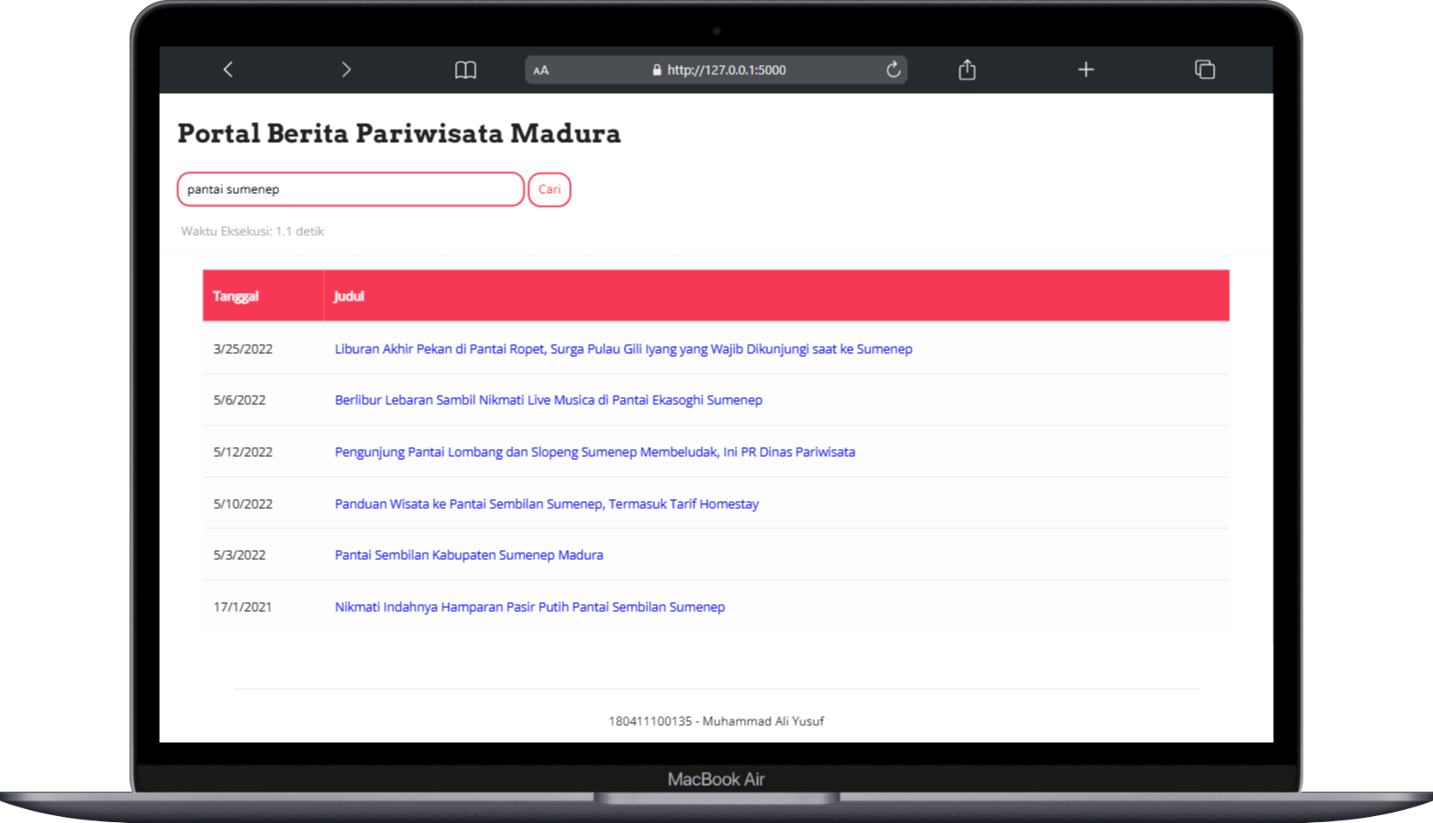 AA
http://127.0.0.1:5000
Portal Berita Pariwisata Madura
pantai sumenep
Cari
Waktu Eksekusi: 1.1 detik
Tanggal Judul
3/25/2022 Liburan Akhir Pekan di Pantai Ropet, Surga Pulau Gili Iyang yang Wajib Dikunjungi saat ke Sumenep
5/6/2022 Berlibur Lebaran Sambil Nikmati Live Musica di Pantai Ekasoghi Sumenep
5/12/2022 Pengunjung Pantai Lombang dan Slopeng Sumenep Membeludak, Ini PR Dinas Pariwisata
5/10/2022 Panduan Wisata ke Pantai Sembilan Sumenep, Termasuk Tarif Homestay
5/3/2022 Pantai Sembilan Kabupaten Sumenep Madura
17/1/2021 Nikmati Indahnya Hamparan Pasir Putih Pantai Sembilan Sumenep
180411100135 - Muhammad Ali Yusuf
MacBook Air